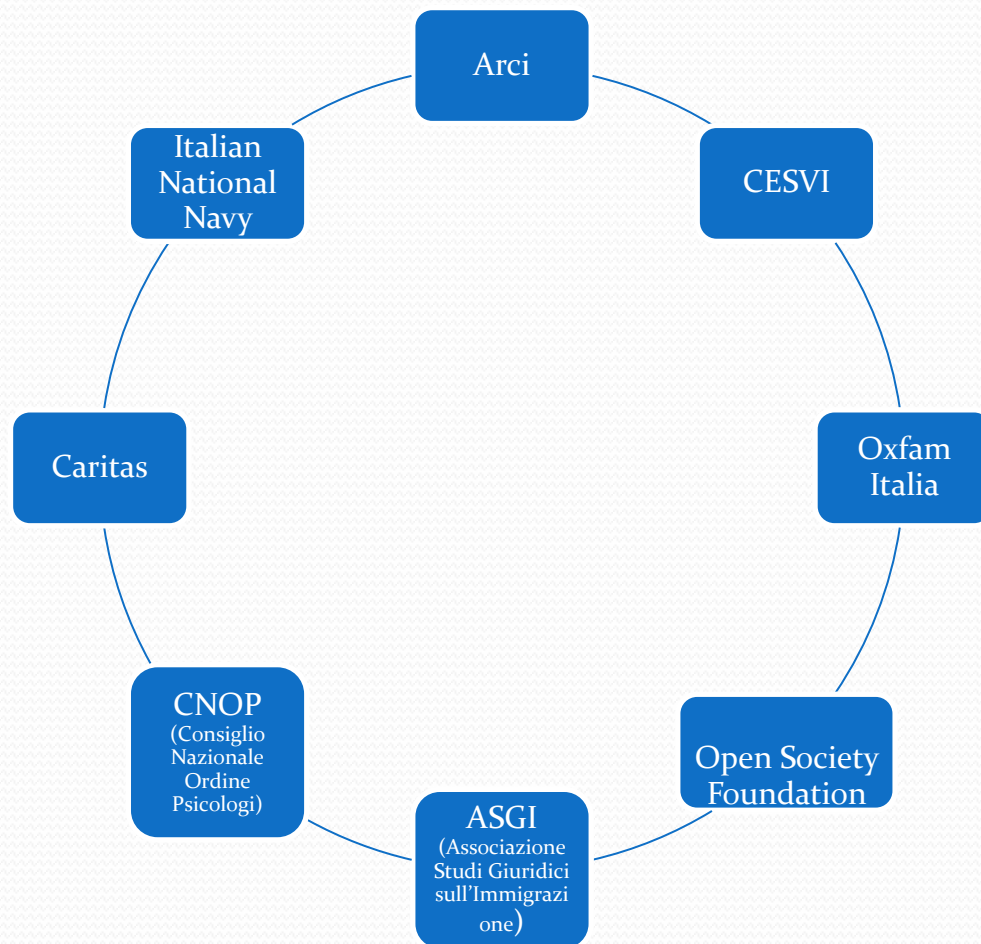 Arci
Italian
National
Navy
CESVI
Caritas
Oxfam
Italia
CNOP
(Consiglio
Nazionale
Ordine
Psicologi)
Open Society
Foundation
ASGI
(Associazione
Studi Giuridici
sull'Immigrazi
one)